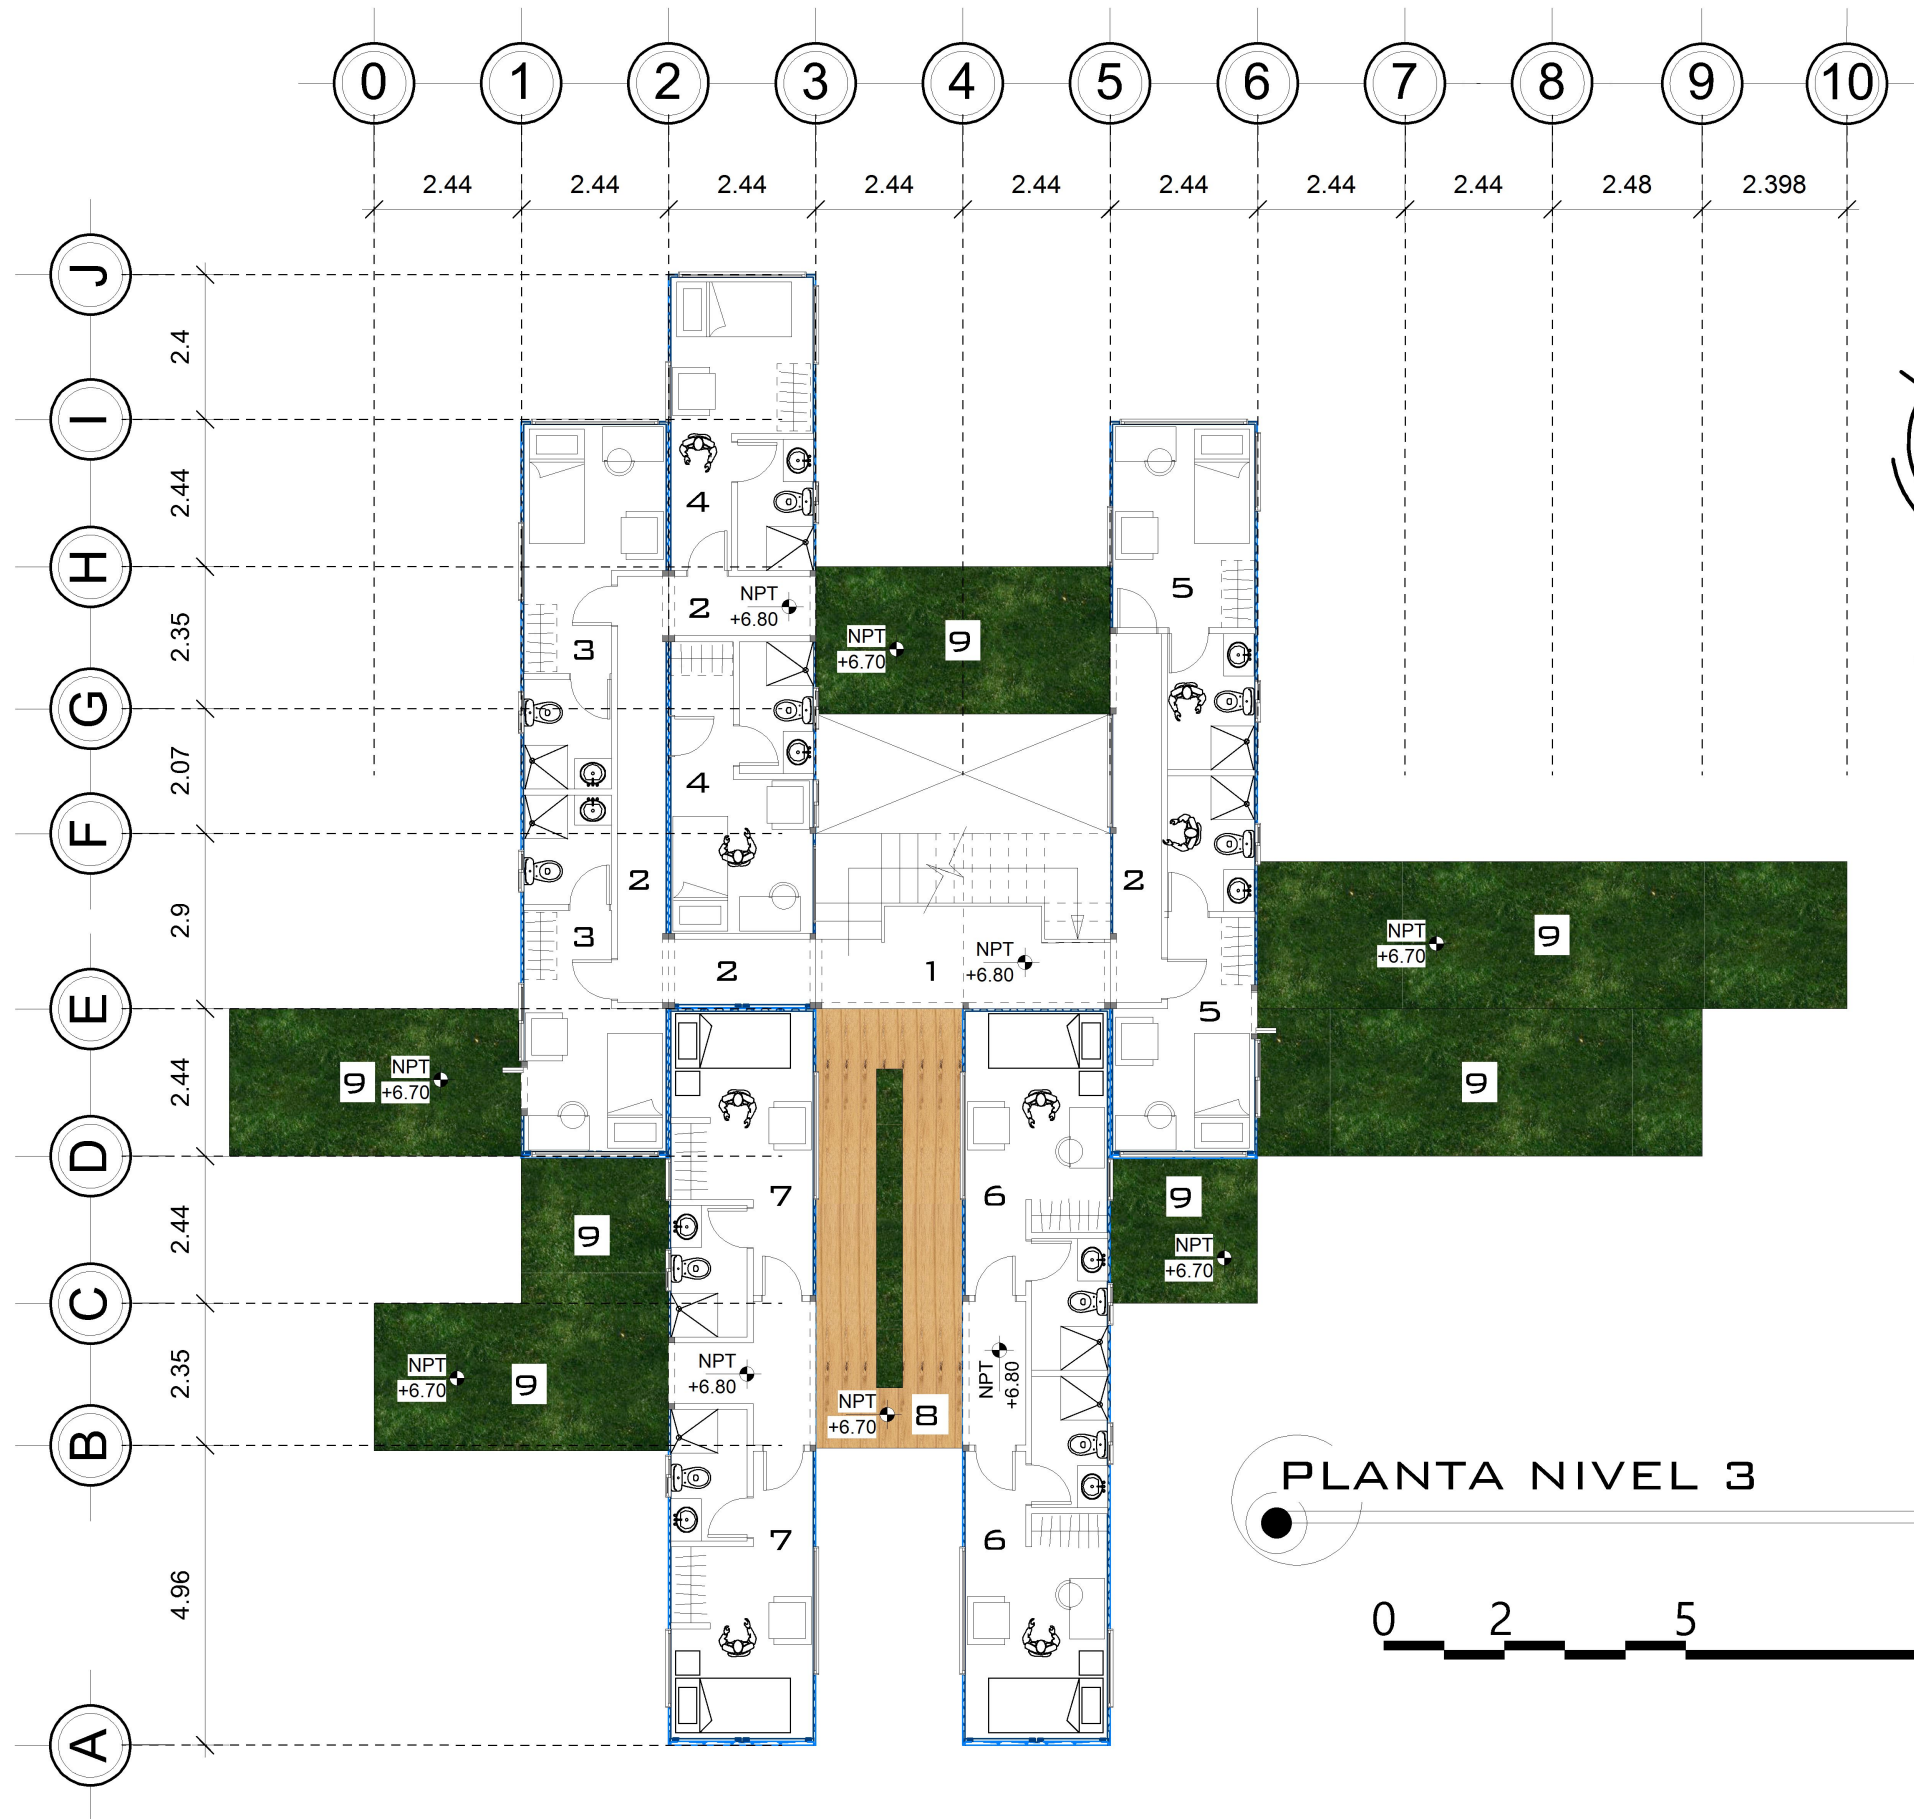 0 1 2 3 4 5 6 7 8 9 10
2.44 2.44 2.44 2.44 2.44 2.44 2.44 2.44 2.48 2.398
J
2.4
I
2.44
H
2.35
G
2.07
F
2.9
E
2.44
D
2.44
C
2.35
B
4.96
A
4
5
2
NPT
+6.80
NPT
+6.70
9
3
4
2
2
3
2
1
NPT
+6.80
NPT
+6.70
9
5
9
NPT
+6.70
9
7
6
9
NPT
+6.70
9
NPT
+6.70
9
NPT
+6.80
NPT
+6.80
NPT
+6.70
8
7
6
PLANTA NIVEL 3
0 2 5